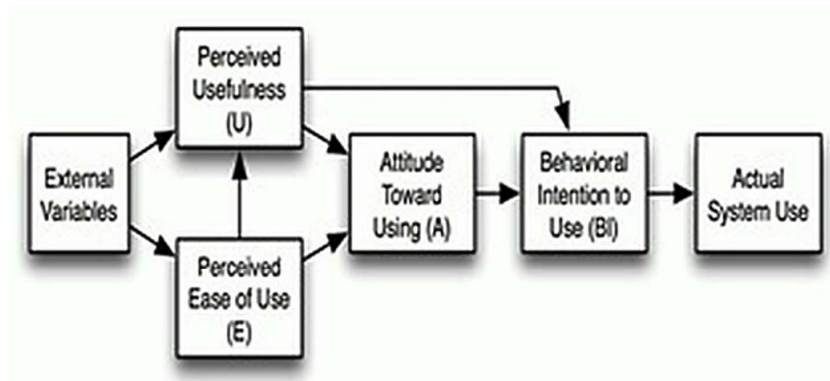 Perceived
Usefulness
(U)
External
Variables
Attitude
Toward
Using (A)
Behavioral
Intention to
Use (BI)
Actual
System Use
Perceived
Ease of Use
(E)